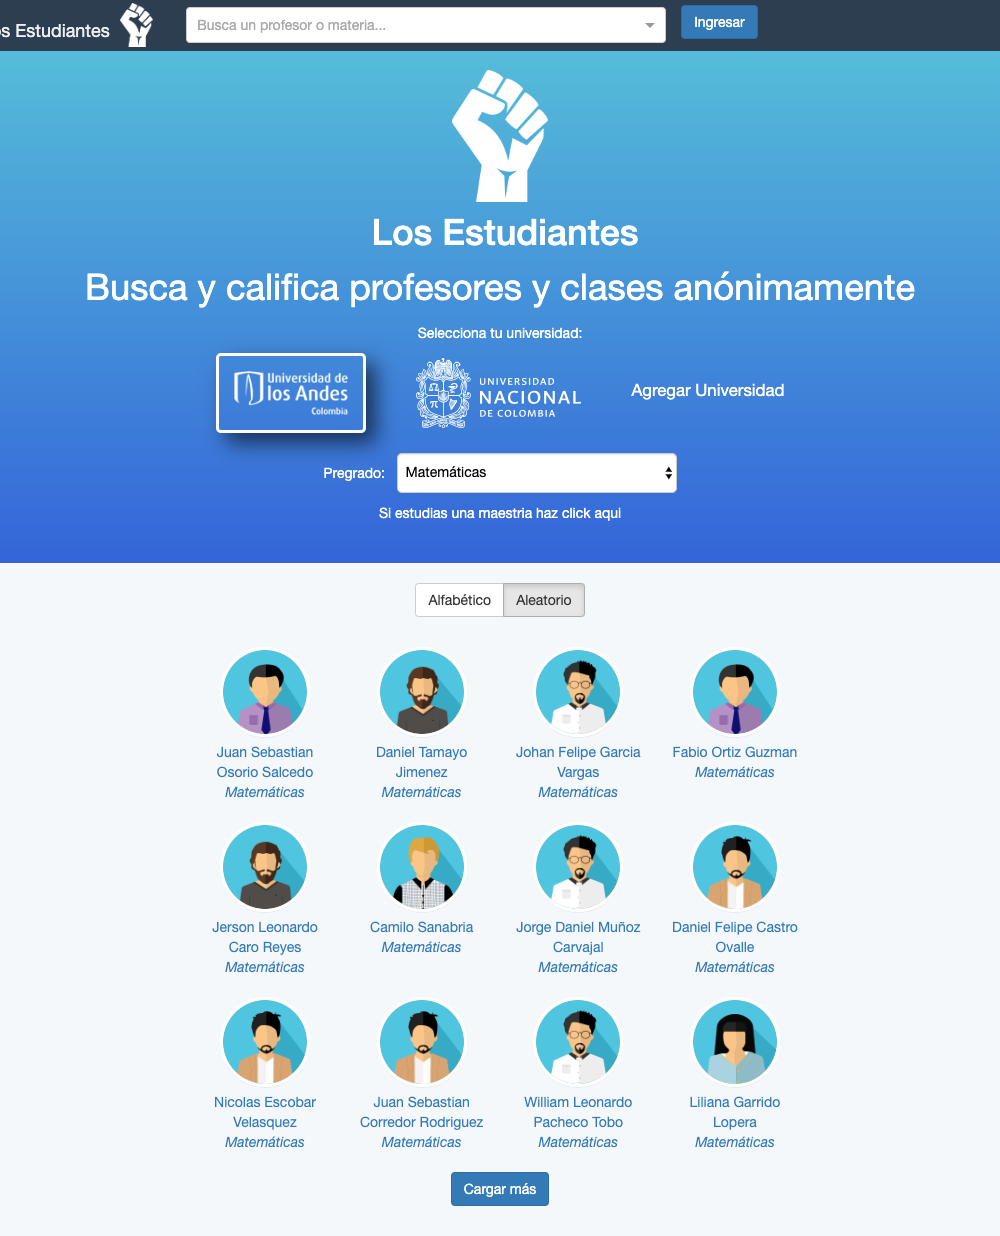 s Estudiantes
Busca un profesor o materia...
Ingresar
Los Estudiantes
Busca y califica profesores y clases anónimamente
Selecciona tu universidad:
Universidad de
los Andes
Colombia
UNIVERSIDAD
NACIONAL
DE COLOMBIA
Agregar Universidad
Pregrado:
Matemáticas
Si estudias una maestria haz click aqui
Alfabético
Aleatorio
Juan Sebastian
Osorio Salcedo
Matemáticas
Daniel Tamayo
Jimenez
Matemáticas
Johan Felipe Garcia
Vargas
Matemáticas
Fabio Ortiz Guzman
Matemáticas
Jerson Leonardo
Caro Reyes
Matemáticas
Camilo Sanabria
Matemáticas
Jorge Daniel Muñoz
Carvajal
Matemáticas
Daniel Felipe Castro
Ovalle
Matemáticas
Nicolas Escobar
Velasquez
Matemáticas
Juan Sebastian
Corredor Rodriguez
Matemáticas
William Leonardo
Pacheco Tobo
Matemáticas
Liliana Garrido
Lopera
Matemáticas
Cargar más